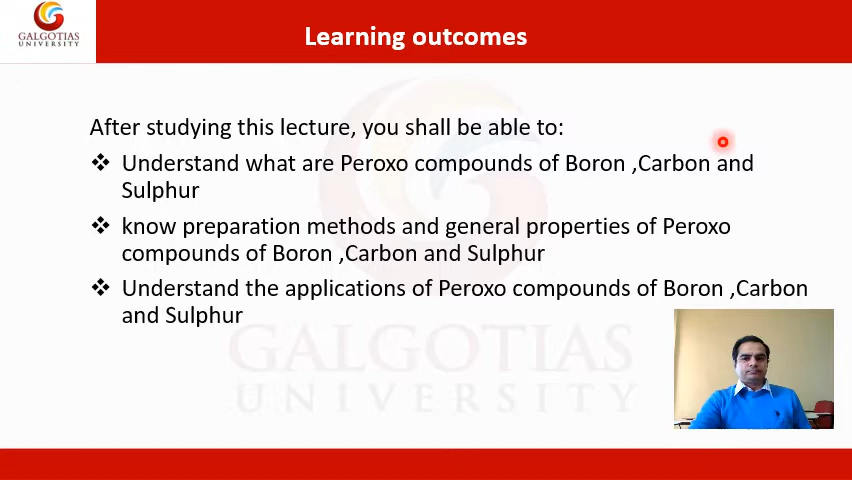 GALGOTIAS
UNIVERSITY
Learning outcomes
After studying this lecture, you shall be able to:
Understand what are Peroxo compounds of Boron ,Carbon and
Sulphur
know preparation methods and general properties of Peroxo
compounds of Boron ,Carbon and Sulphur
Understand the applications of Peroxo compounds of Boron ,Carbon
and Sulphur
GALGOTIAS
UNIVERSITY